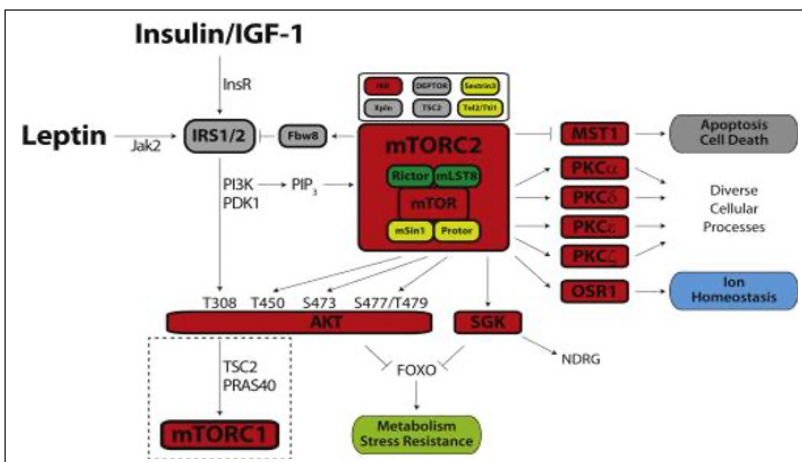 Insulin/IGF-1
InsR
DEPTOR
Sestrin3
Xpln
TSC2
Tel2/Tti1
Leptin
Jak2
IRS1/2
Fbw8
mTORC2
MST1
Apoptosis
Cell Death
Rictor
mLST8
mTOR
mSin1
Protor
PI3K
PDK1
PIP3
PKCα
PKCδ
PKCε
PKCζ
Diverse
Cellular
Processes
OSR1
Ion
Homeostasis
T308
T450
S473
S477/T479
AKT
SGK
NDRG
TSC2
PRAS40
FOXO
mTORC1
Metabolism
Stress Resistance